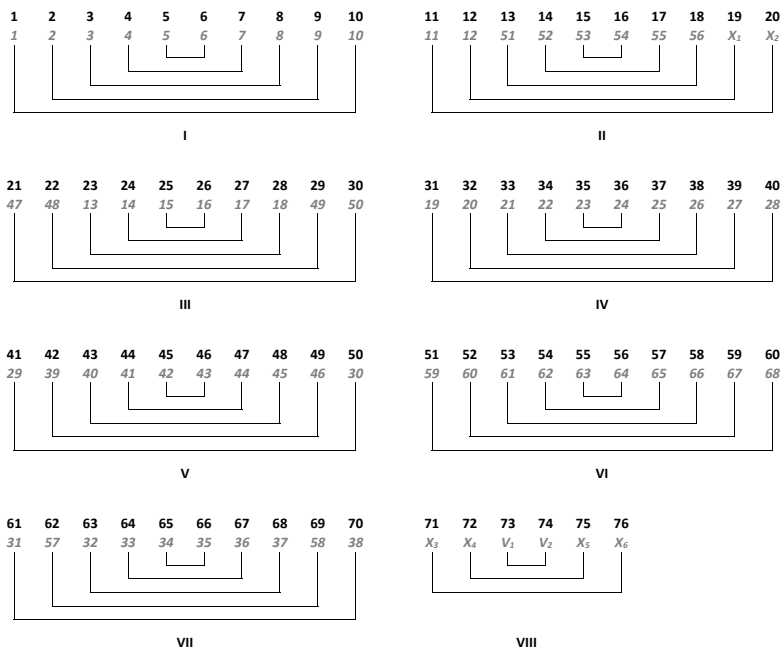 1 2 3 4 5 6 7 8 9 10
1 2 3 4 5 6 7 8 9 10
I
11 12 13 14 15 16 17 18 19 20
11 12 51 52 53 54 55 56 X₁ X₂
II
21 22 23 24 25 26 27 28 29 30
47 48 13 14 15 16 17 18 49 50
III
31 32 33 34 35 36 37 38 39 40
19 20 21 22 23 24 25 26 27 28
IV
41 42 43 44 45 46 47 48 49 50
29 39 40 41 42 43 44 45 46 30
V
51 52 53 54 55 56 57 58 59 60
59 60 61 62 63 64 65 66 67 68
VI
61 62 63 64 65 66 67 68 69 70
31 57 32 33 34 35 36 37 58 38
VII
71 72 73 74 75 76
X₃ X₄ V₁ V₂ X₅ X₆
VIII